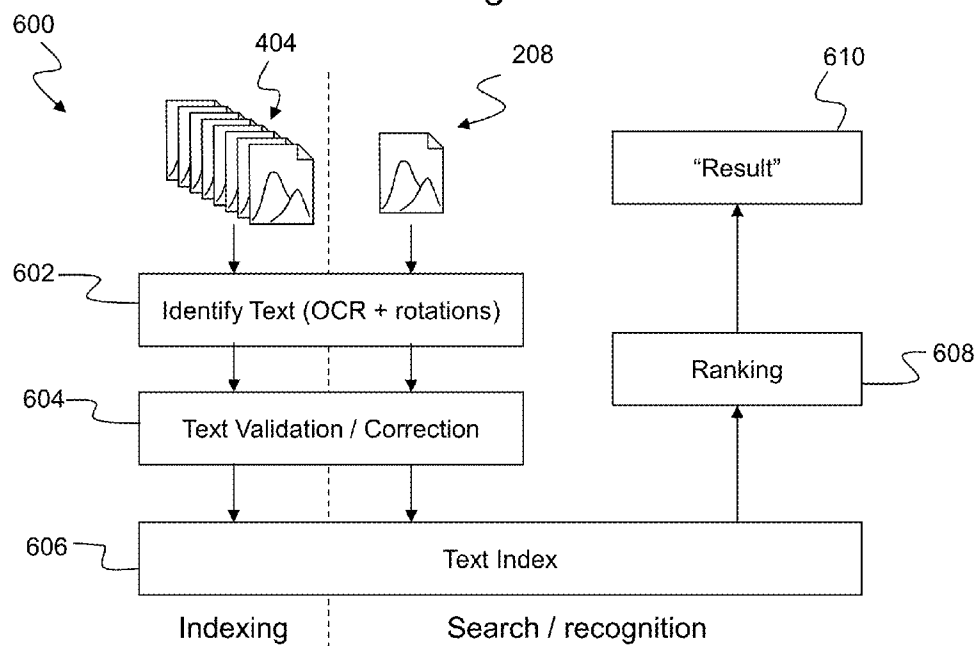 600
404
208
610
"Result"
602
Identify Text (OCR + rotations)
Ranking
608
604
Text Validation / Correction
606
Text Index
Indexing
Search / recognition